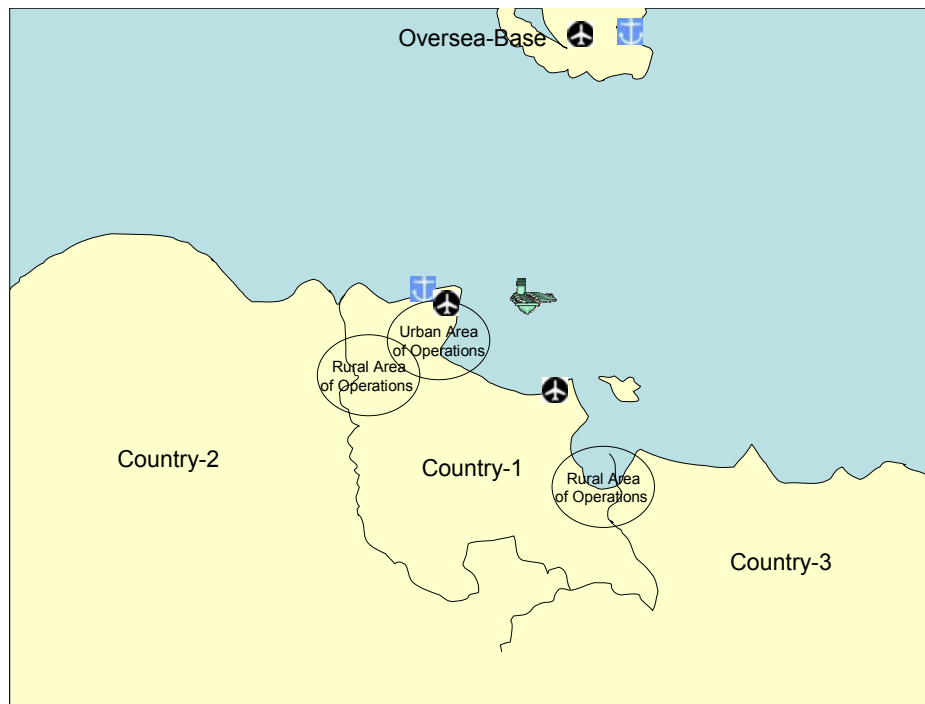 Oversea-Base
Urban Area
of Operations
Rural Area
of Operations
Country-2
Country-1
Rural Area
of Operations
Country-3